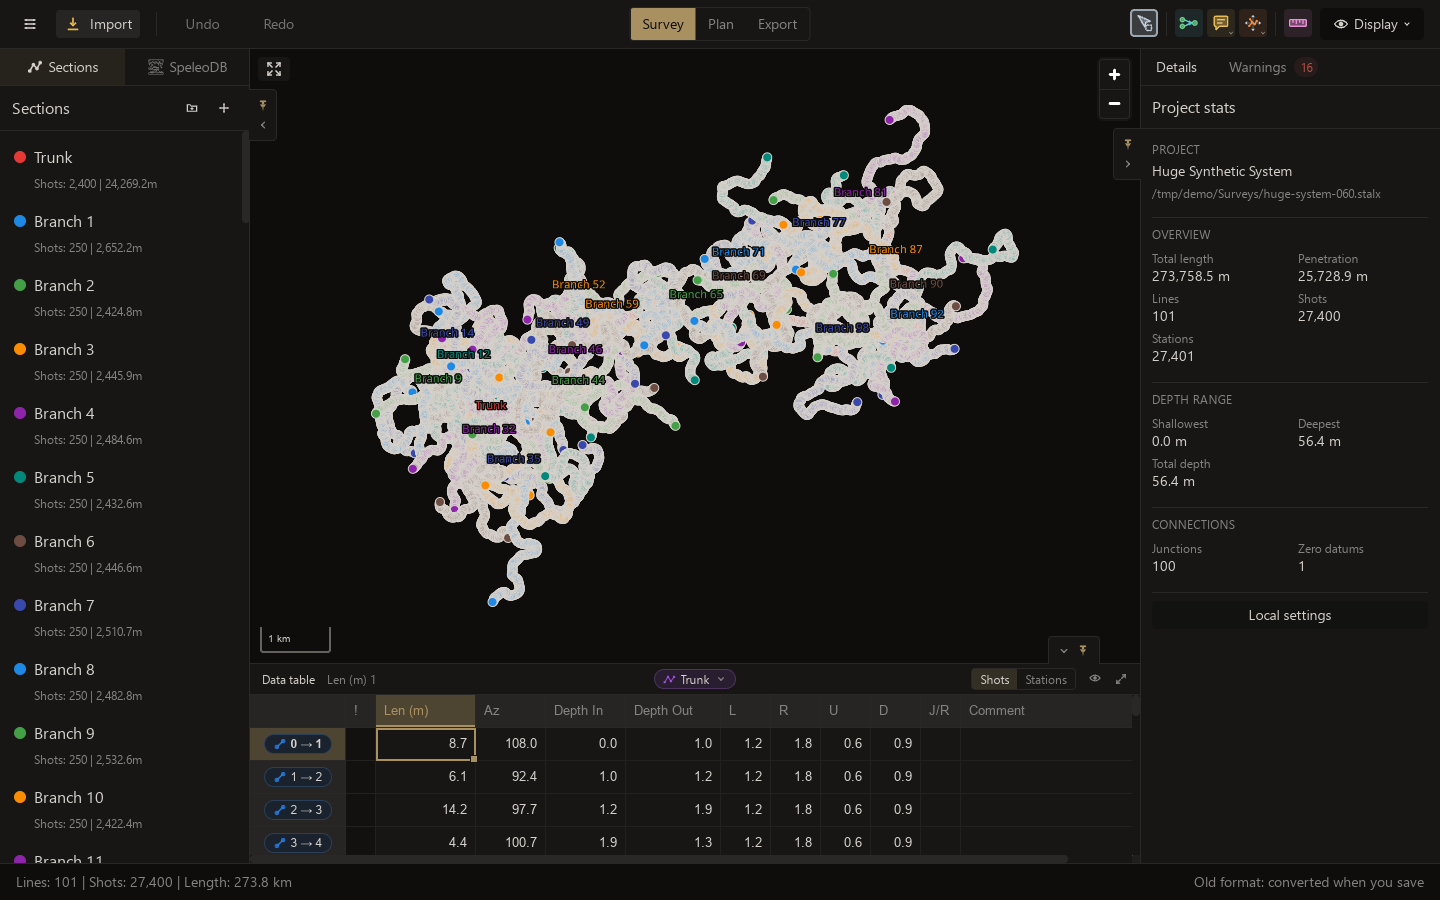 Import
Undo
Redo
Survey
Plan
Export
Display
Sections
SpeleoDB
Sections
Trunk
Shots: 2,400 | 24,269.2m
Branch 1
Shots: 250 | 2,652.2m
Branch 2
Shots: 250 | 2,424.8m
Branch 3
Shots: 250 | 2,445.9m
Branch 4
Shots: 250 | 2,484.6m
Branch 5
Shots: 250 | 2,432.6m
Branch 6
Shots: 250 | 2,446.6m
Branch 7
Shots: 250 | 2,510.7m
Branch 8
Shots: 250 | 2,482.8m
Branch 9
Shots: 250 | 2,532.6m
Branch 10
Shots: 250 | 2,422.4m
Branch 11
Branch 81
Branch 77
Branch 71
Branch 87
Branch 69
Branch 52
Branch 90
Branch 65
Branch 59
Branch 92
Branch 49
Branch 98
Branch 14
Branch 46
Branch 12
Branch 9
Branch 44
Trunk
Branch 32
Branch 35
1 km
Details
Warnings 16
Project stats
PROJECT
Huge Synthetic System
/tmp/demo/Surveys/huge-system-060.stalx
OVERVIEW
Total length Penetration
273,758.5 m 25,728.9 m
Lines Shots
101 27,400
Stations
27,401
DEPTH RANGE
Shallowest Deepest
0.0 m 56.4 m
Total depth
56.4 m
CONNECTIONS
Junctions Zero datums
100 1
Local settings
Data table Len (m) 1
Trunk
Shots Stations
! Len (m) Az Depth In Depth Out L R U D J/R Comment
0 → 1 8.7 108.0 0.0 1.0 1.2 1.8 0.6 0.9
1 → 2 6.1 92.4 1.0 1.2 1.2 1.8 0.6 0.9
2 → 3 14.2 97.7 1.2 1.9 1.2 1.8 0.6 0.9
3 → 4 4.4 100.7 1.9 1.3 1.2 1.8 0.6 0.9
Lines: 101 | Shots: 27,400 | Length: 273.8 km
Old format: converted when you save